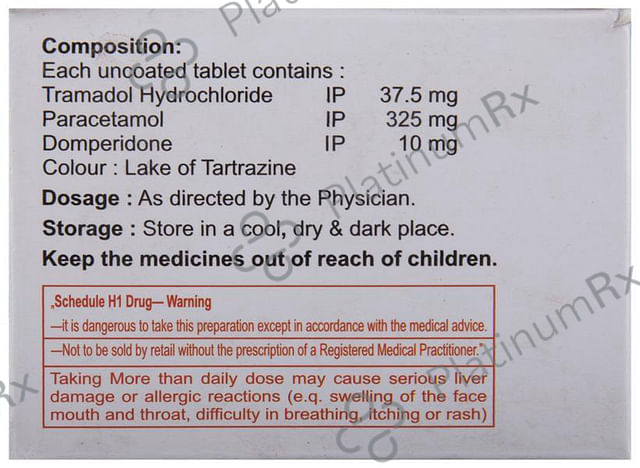 Composition:
Each uncoated tablet contains :
Tramadol Hydrochloride IP 37.5 mg
Paracetamol IP 325 mg
Domperidone IP 10 mg
Colour : Lake of Tartrazine
Dosage : As directed by the Physician.
Storage : Store in a cool, dry & dark place.
Keep the medicines out of reach of children.
„Schedule H1 Drug— Warning
—it is dangerous to take this preparation except in accordance with the medical advice.
—Not to be sold by retail without the prescription of a Registered Medical Practitioner."
Taking More than daily dose may cause serious liver
damage or allergic reactions (e.q. swelling of the face
mouth and throat, difficulty in breathing, itching or rash)
PlatinumRx
PlatinumRx
PlatinumRx
Rx